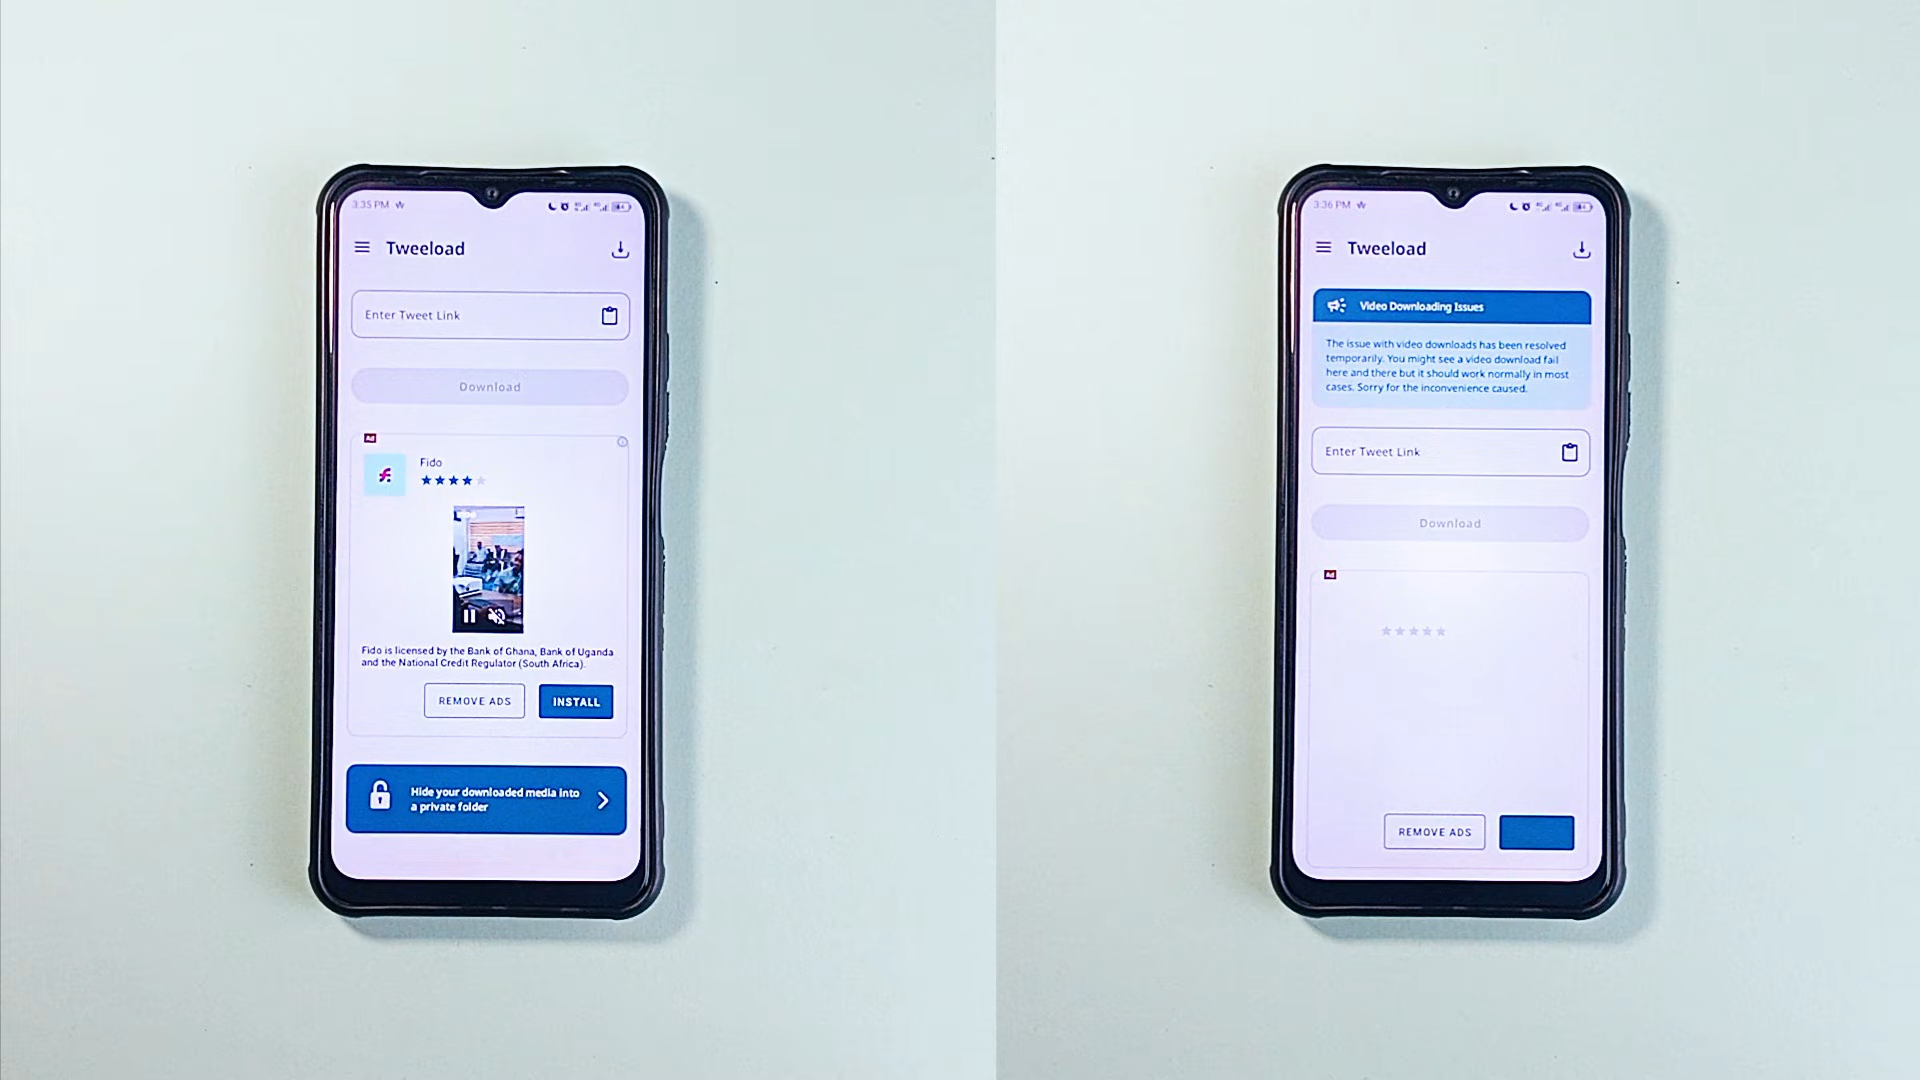 3:35 PM
Tweeload
Enter Tweet Link
Download
Ad
Fido
Fido is licensed by the Bank of Ghana, Bank of Uganda
and the National Credit Regulator (South Africa).
REMOVE ADS
INSTALL
Hide your downloaded media into
a private folder
3:36 PM
Tweeload
Video Downloading Issues
The issue with video downloads has been resolved
temporarily. You might see a video download fail
here and there but it should work normally in most
cases. Sorry for the inconvenience caused.
Enter Tweet Link
Download
Ad
REMOVE ADS